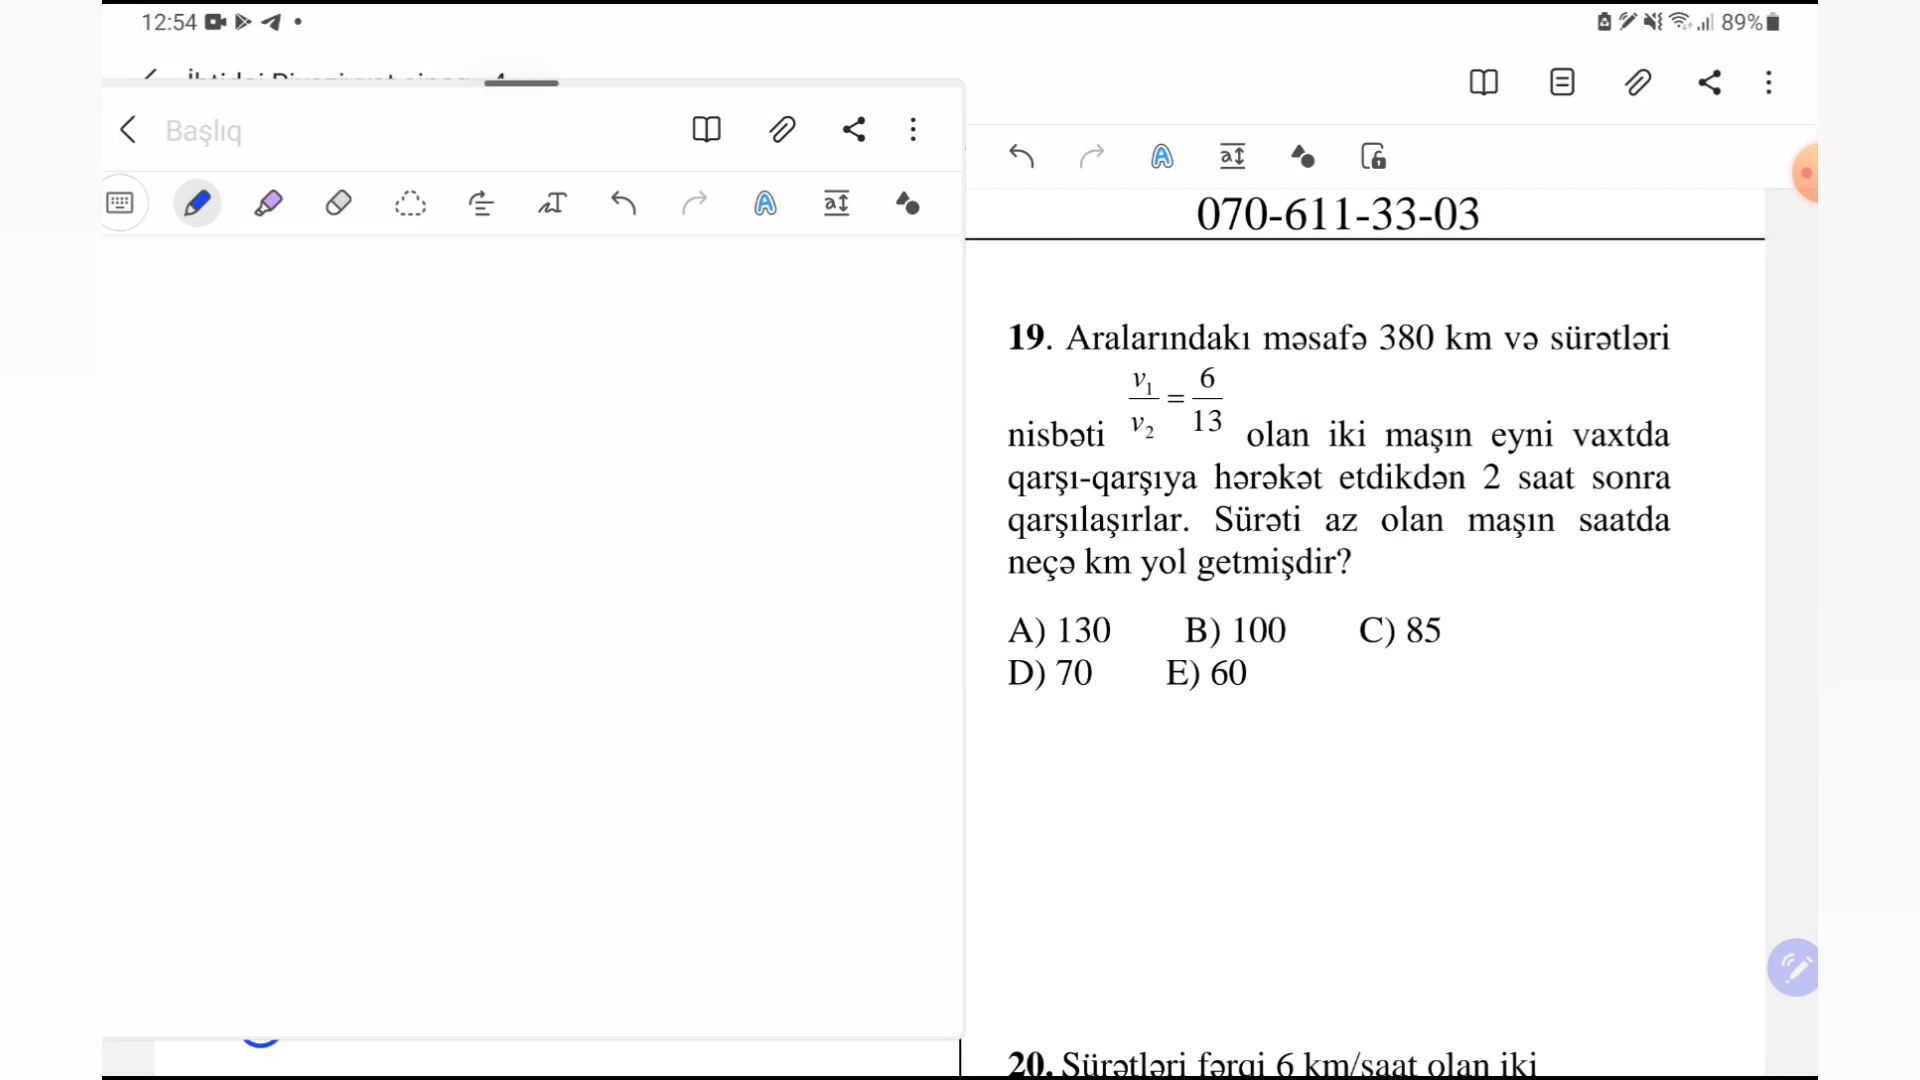 12:54
89%
Başlıq
070-611-33-03
19. Aralarındakı məsafə 380 km və sürətləri
nisbəti v₁/v₂ = 6/13 olan iki maşın eyni vaxtda
qarşı-qarşıya hərəkət etdikdən 2 saat sonra
qarşılaşırlar. Sürəti az olan maşın saatda
neçə km yol getmişdir?
A) 130 B) 100 C) 85
D) 70 E) 60
20. Sürətləri fərqi 6 km/saat olan iki